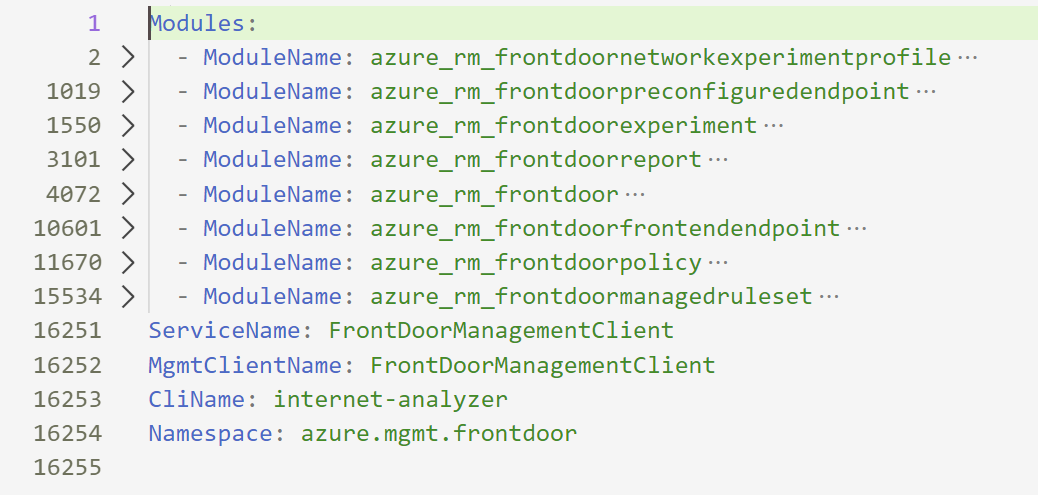 1 Modules:
2 - ModuleName: azure_rm_frontdoornetworkexperimentprofile…
1019 - ModuleName: azure_rm_frontdoorpreconfiguredendpoint…
1550 - ModuleName: azure_rm_frontdoorexperiment…
3101 - ModuleName: azure_rm_frontdoorreport…
4072 - ModuleName: azure_rm_frontdoor…
10601 - ModuleName: azure_rm_frontdoorfrontendendpoint…
11670 - ModuleName: azure_rm_frontdoorpolicy…
15534 - ModuleName: azure_rm_frontdoormanagedruleset…
16251 ServiceName: FrontDoorManagementClient
16252 MgmtClientName: FrontDoorManagementClient
16253 CliName: internet-analyzer
16254 Namespace: azure.mgmt.frontdoor
16255